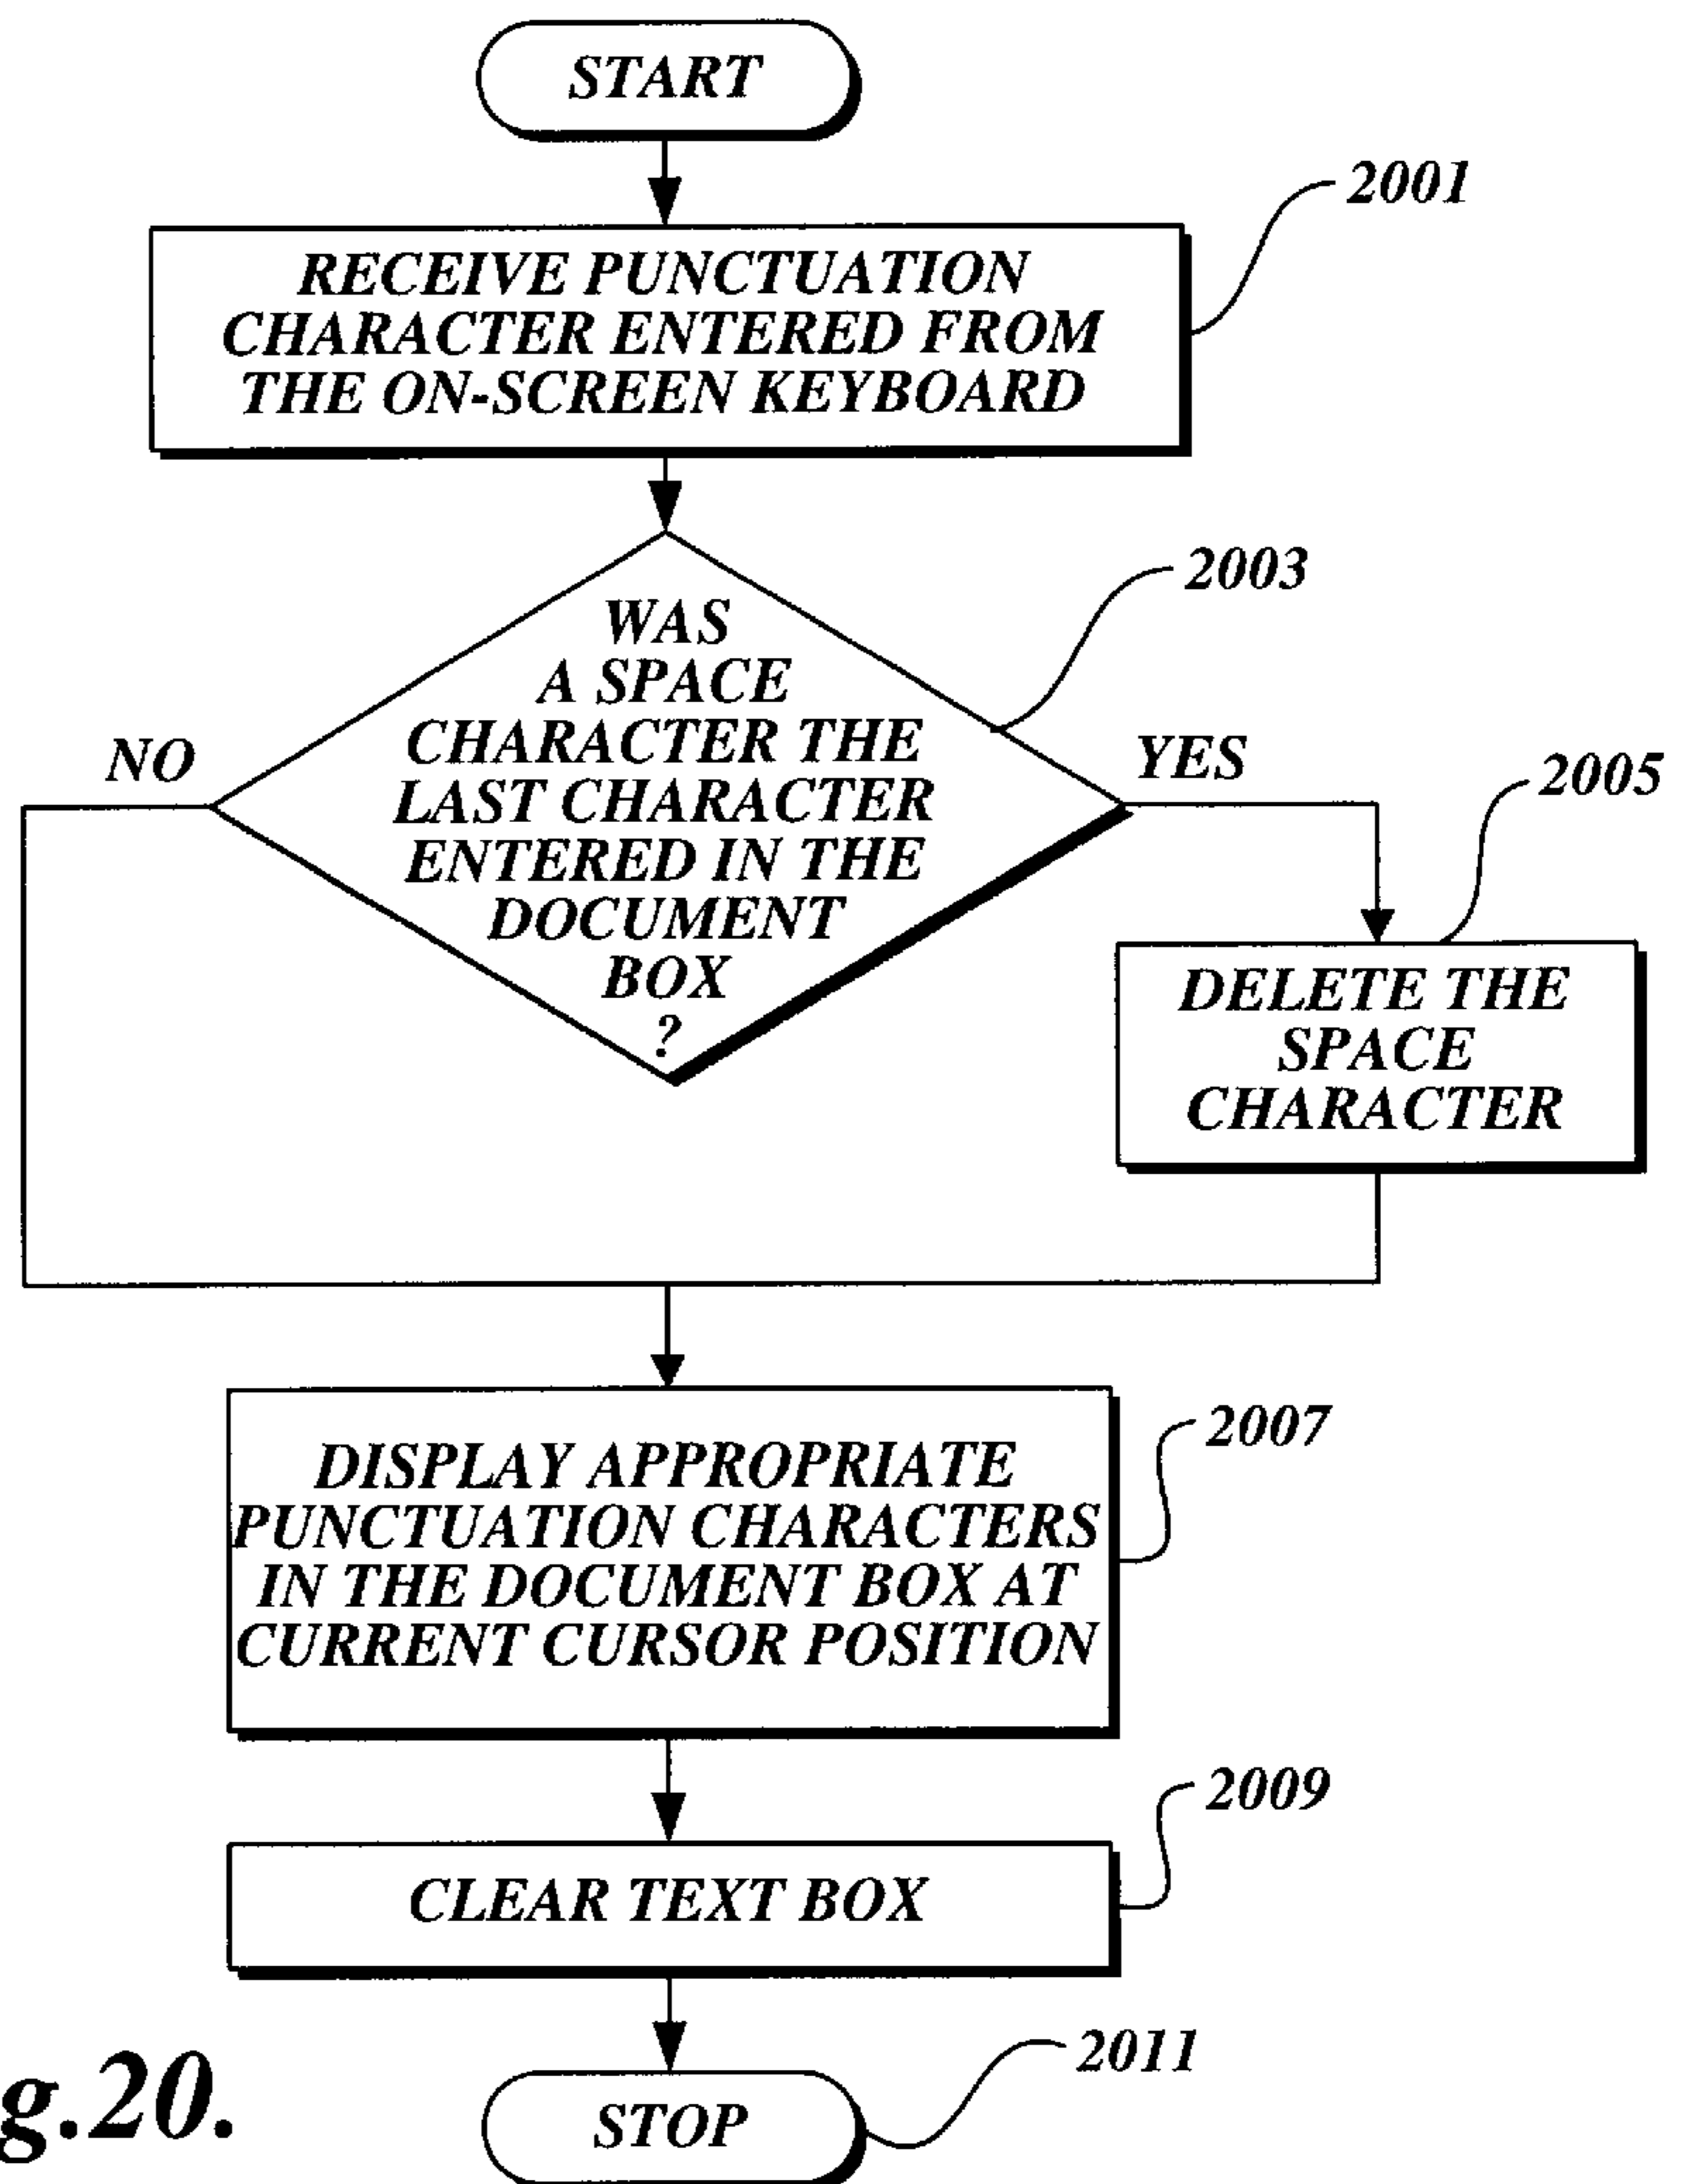 START
2001
RECEIVE PUNCTUATION
CHARACTER ENTERED FROM
THE ON-SCREEN KEYBOARD
2003
WAS
A SPACE
CHARACTER THE
LAST CHARACTER
ENTERED IN THE
DOCUMENT
BOX
?
NO
YES
2005
DELETE THE
SPACE
CHARACTER
2007
DISPLAY APPROPRIATE
PUNCTUATION CHARACTERS
IN THE DOCUMENT BOX AT
CURRENT CURSOR POSITION
2009
CLEAR TEXT BOX
2011
STOP
g.20.